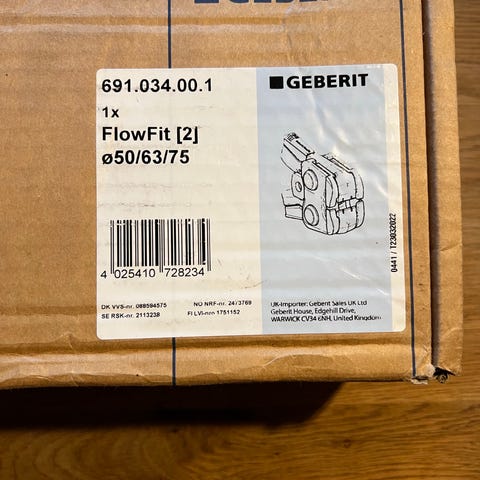 691.034.00.1
1x
FlowFit [2]
ø50/63/75
GEBERIT
4 025410 728234
DK VVS-nr. 088594575
SE RSK-nr. 2113238
NO NRF-nr. 2473769
FI LVI-nro 1751152
UK-Importer: Geberit Sales UK Ltd
Geberit House, Edgehill Drive,
WARWICK CV34 6NH, United Kingdom
0441 / 123032022